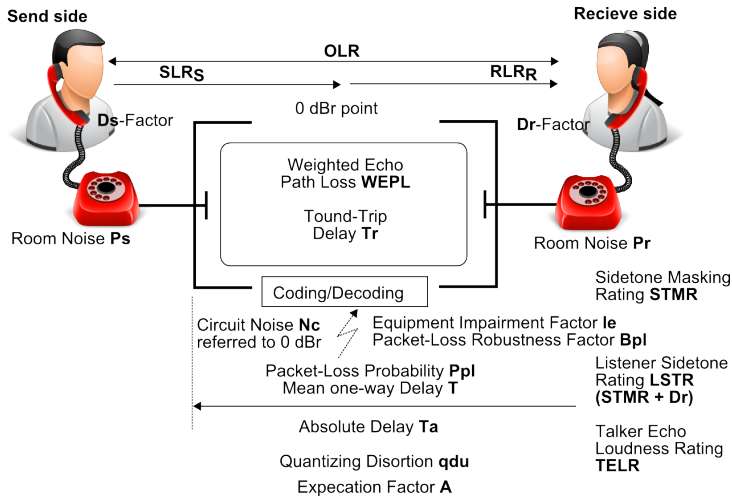 Send side
Recieve side
OLR
SLRS
RLRR
0 dBr point
Ds-Factor
Dr-Factor
Weighted Echo
Path Loss WEPL
Tound-Trip
Delay Tr
Room Noise Ps
Room Noise Pr
Coding/Decoding
Sidetone Masking
Rating STMR
Circuit Noise Nc
referred to 0 dBr
Equipment Impairment Factor Ie
Packet-Loss Robustness Factor Bpl
Packet-Loss Probability Ppl
Mean one-way Delay T
Listener Sidetone
Rating LSTR
(STMR + Dr)
Absolute Delay Ta
Talker Echo
Loudness Rating
TELR
Quantizing Disortion qdu
Expecation Factor A